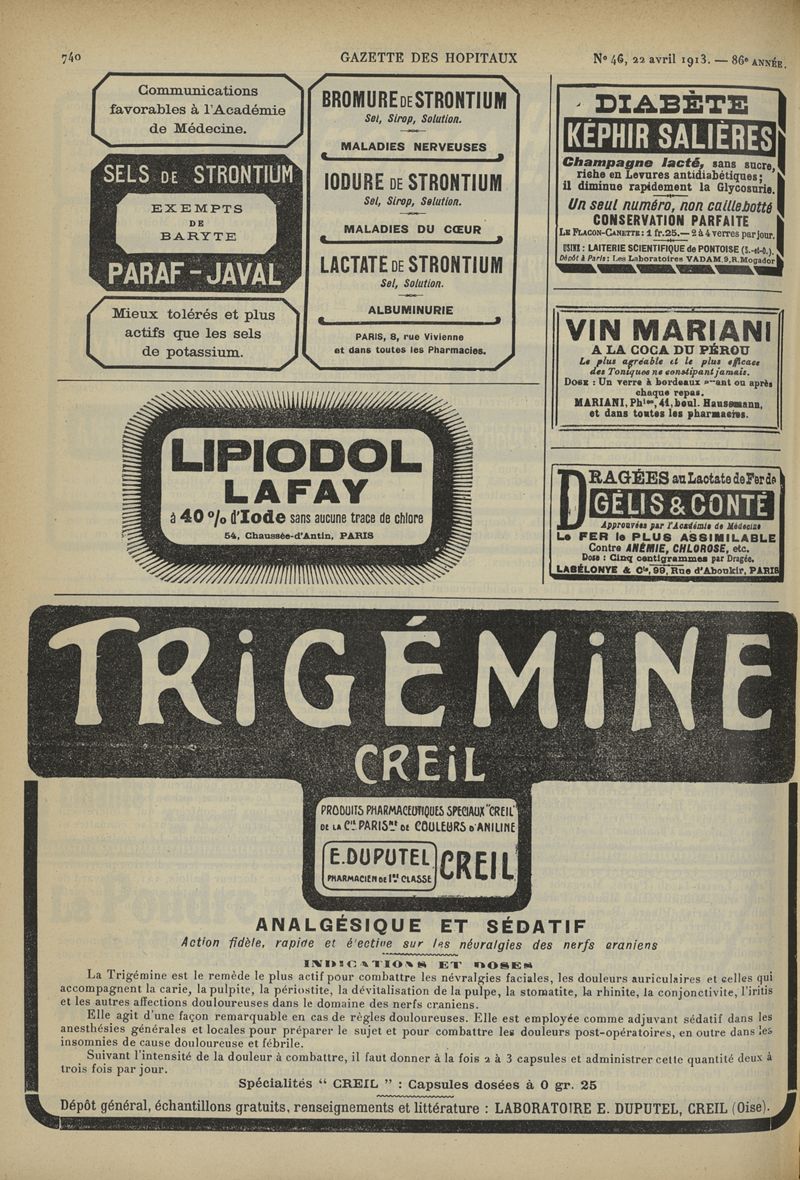 740
GAZETTE DES HOPITAUX
N° 46, 22 avril 1913. — 86e ANNÉE.
Communications
favorables à l'Académie
de Médecine.
SELS DE STRONTIUM
EXEMPTS
DE
BARYTE
PARAF-JAVAL
Mieux tolérés et plus
actifs que les sels
de potassium.
BROMURE DE STRONTIUM
Sel, Sirop, Solution.
MALADIES NERVEUSES
IODURE DE STRONTIUM
Sel, Sirop, Solution.
MALADIES DU CŒUR
LACTATE DE STRONTIUM
Sel, Solution.
ALBUMINURIE
PARIS, 8, rue Vivienne
et dans toutes les Pharmacies.
DIABÈTE
KÉPHIR SALIÈRES
Champagne lacté, sans sucre,
riche en Levures antidiabétiques;
il diminue rapidement la Glycosurie.
Un seul numéro, non caillebotté
CONSERVATION PARFAITE
LE FLACON-CANETTE: 1 fr.25.— 2 à 4 verres par jour.
USINE : LAITERIE SCIENTIFIQUE de PONTOISE (S.-et-O.).
Dépôt à Paris: Les Laboratoires VADAM, 9, R. Mogador
VIN MARIANI
A LA COCA DU PÉROU
Le plus agréable et le plus efficace
des Toniques ne constipant jamais.
DOSE : Un verre à bordeaux ant ou après
chaque repas.
MARIANI, Phien, 41, boul. Haussmann,
et dans toutes les pharmacies.
LIPIODOL
LAFAY
à 40 % d'Iode sans aucune trace de chlore
54, Chaussée-d'Antin, PARIS
DRAGÉES au Lactate de Fer de
GÉLIS & CONTÉ
Approuvées par l'Académie de Médecine
Le FER le PLUS ASSIMILABLE
Contre ANÉMIE, CHLOROSE, etc.
Dose : Cinq centigrammes par Dragée.
LABÉLONYE & Cie, 99, Rue d'Aboukir, PARIS
TRIGÉMINE
CREIL
PRODUITS PHARMACEUTIQUES SPECIAUX "CREIL"
DE LA Cie PARISne DE COULEURS D'ANILINE
E. DUPUTEL
PHARMACIEN DE 1re CLASSE
CREIL
ANALGÉSIQUE ET SÉDATIF
Action fidèle, rapide et é'ective sur les névralgies des nerfs craniens
INDICATIONS ET DOSES
La Trigémine est le remède le plus actif pour combattre les névralgies faciales, les douleurs auriculaires et celles qui
accompagnent la carie, la pulpite, la périostite, la dévitalisation de la pulpe, la stomatite, la rhinite, la conjonctivite, l'iritis
et les autres affections douloureuses dans le domaine des nerfs craniens.
Elle agit d'une façon remarquable en cas de règles douloureuses. Elle est employée comme adjuvant sédatif dans les
anesthésies générales et locales pour préparer le sujet et pour combattre les douleurs post-opératoires, en outre dans les
insomnies de cause douloureuse et fébrile.
Suivant l'intensité de la douleur à combattre, il faut donner à la fois 2 à 3 capsules et administrer cette quantité deux à
trois fois par jour.
Spécialités " CREIL " : Capsules dosées à 0 gr. 25
Dépôt général, échantillons gratuits, renseignements et littérature : LABORATOIRE E. DUPUTEL, CREIL (Oise).